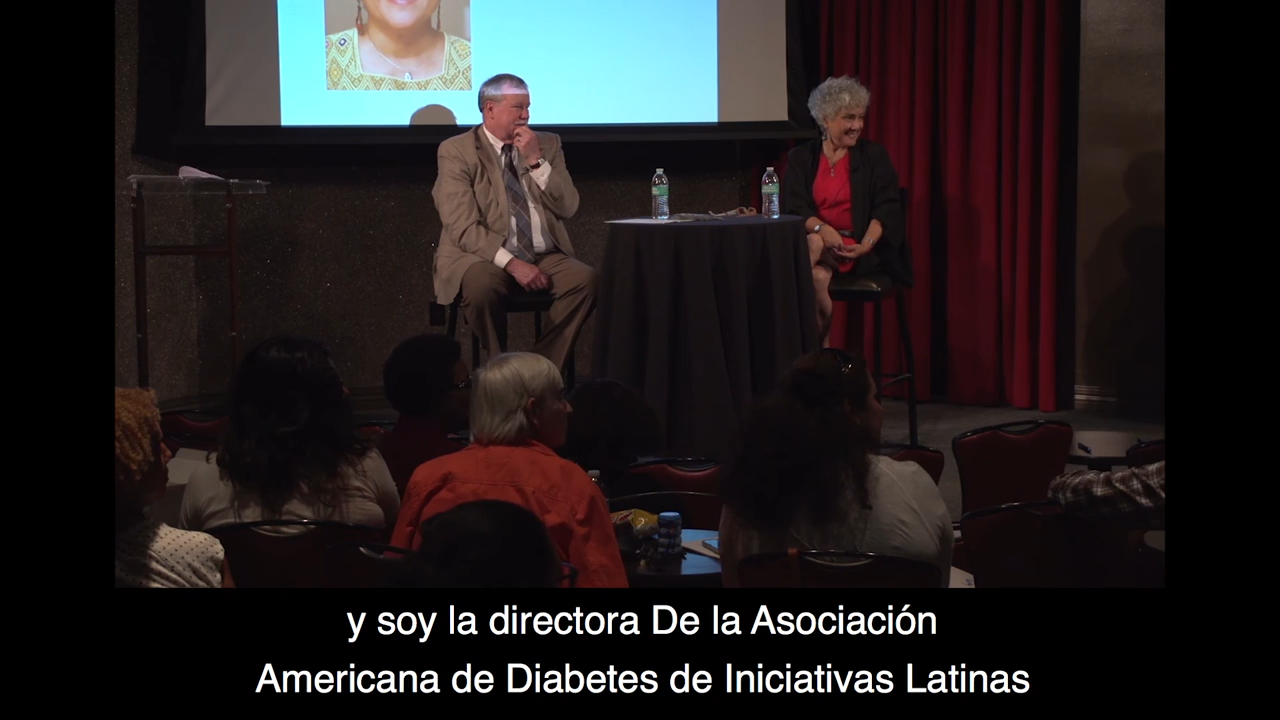 y soy la directora De la Asociación
Americana de Diabetes de Iniciativas Latinas